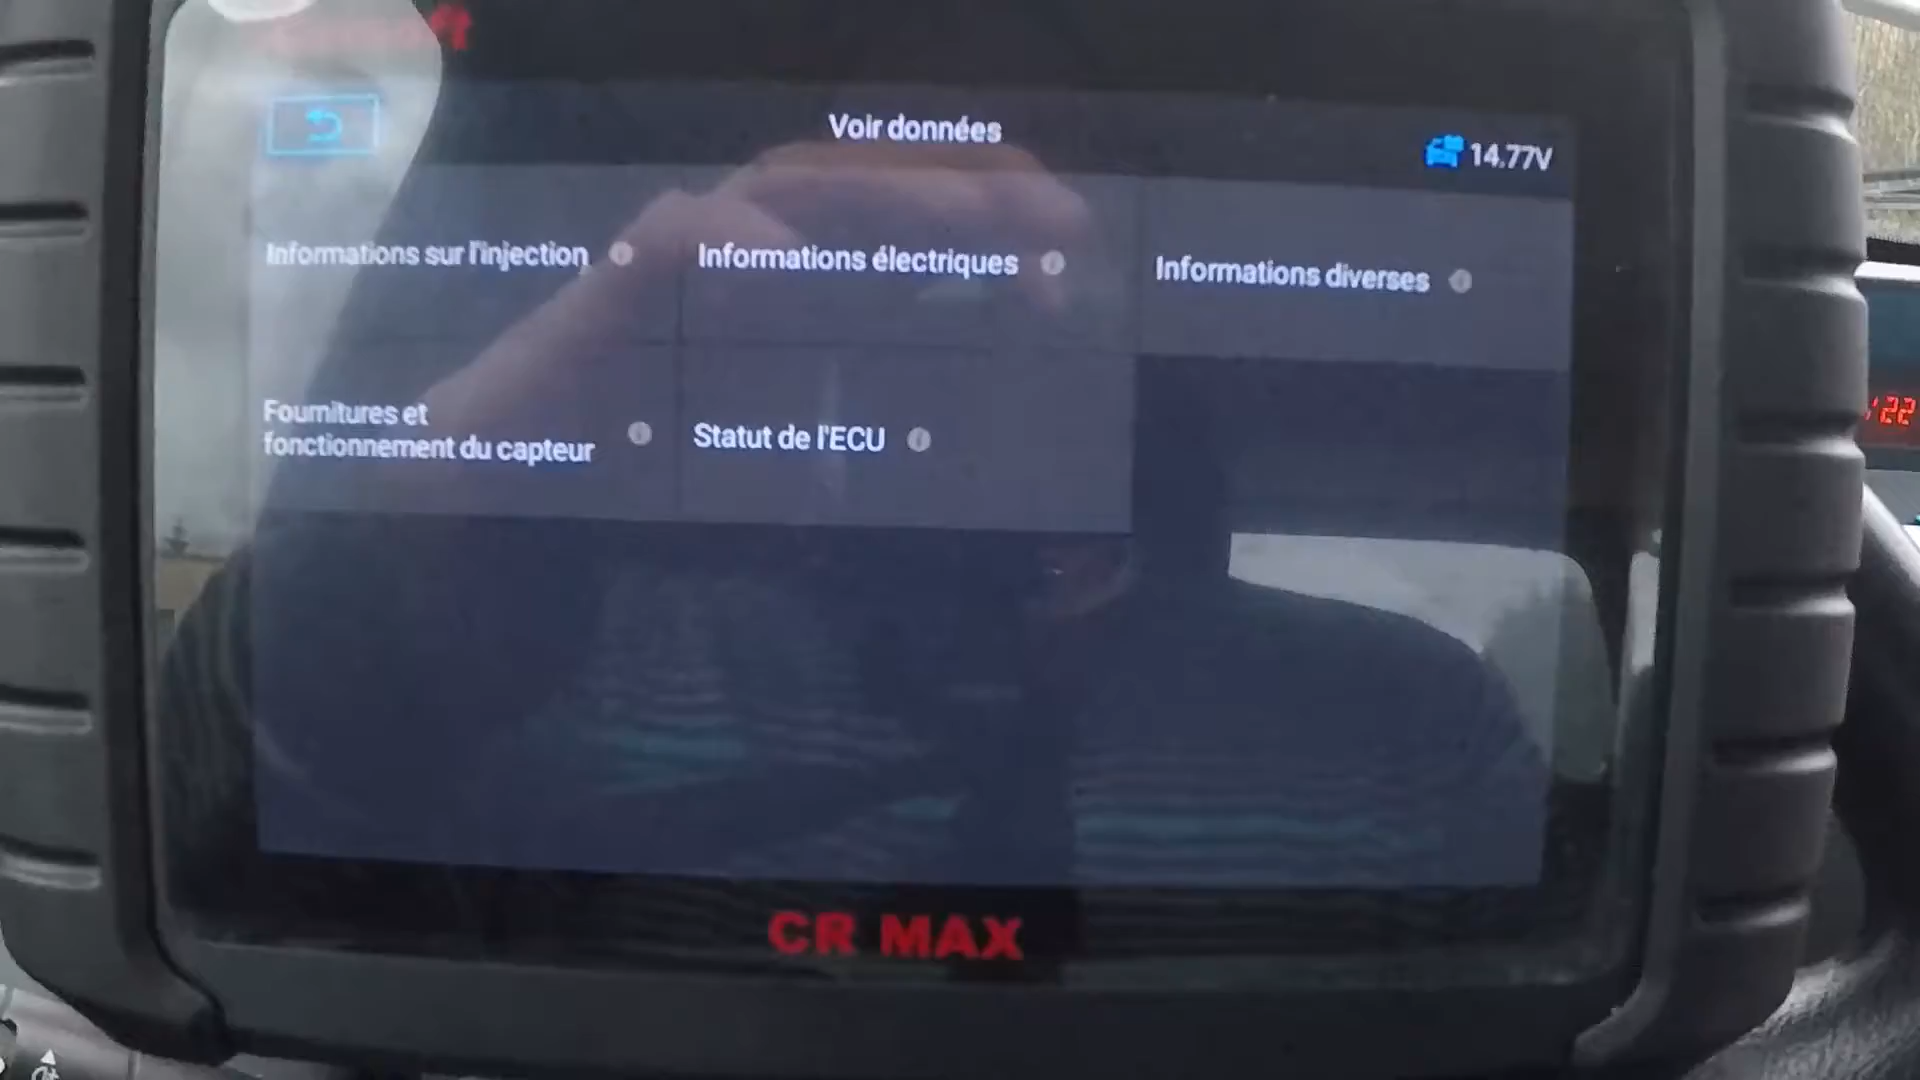 Voir données
14.77V
Informations sur l'injection
Informations électriques
Informations diverses
Fournitures et
fonctionnement du capteur
Statut de l'ECU
:22
CR MAX